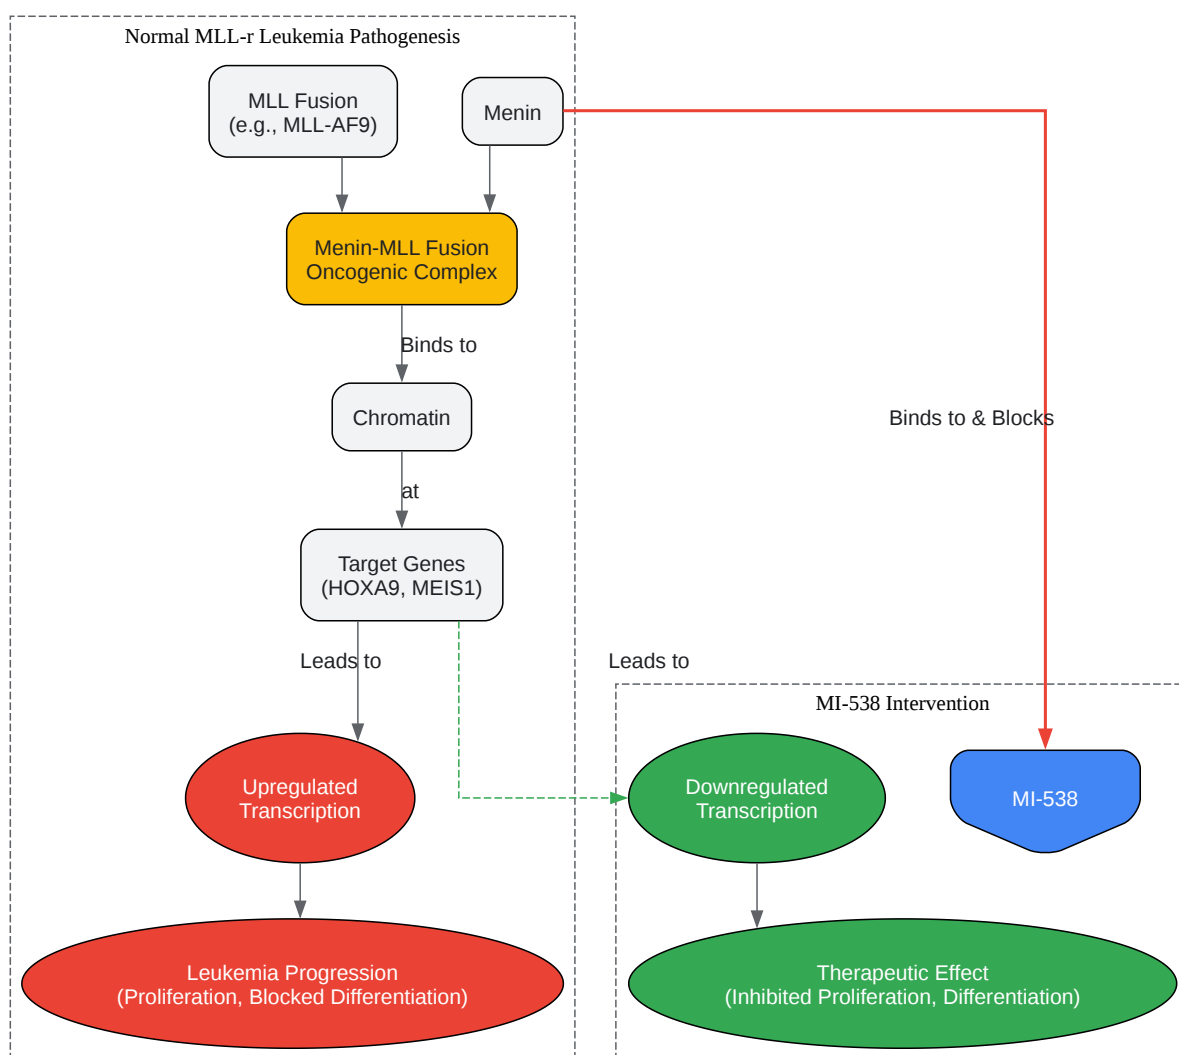 Normal MLL-r Leukemia Pathogenesis
MLL Fusion
(e.g., MLL-AF9)
Menin
Menin-MLL Fusion
Oncogenic Complex
Binds to
Chromatin
Binds to & Blocks
at
Target Genes
(HOXA9, MEIS1)
Leads to
Leads to
MI-538 Intervention
Upregulated
Transcription
Downregulated
Transcription
MI-538
Leukemia Progression
(Proliferation, Blocked Differentiation)
Therapeutic Effect
(Inhibited Proliferation, Differentiation)